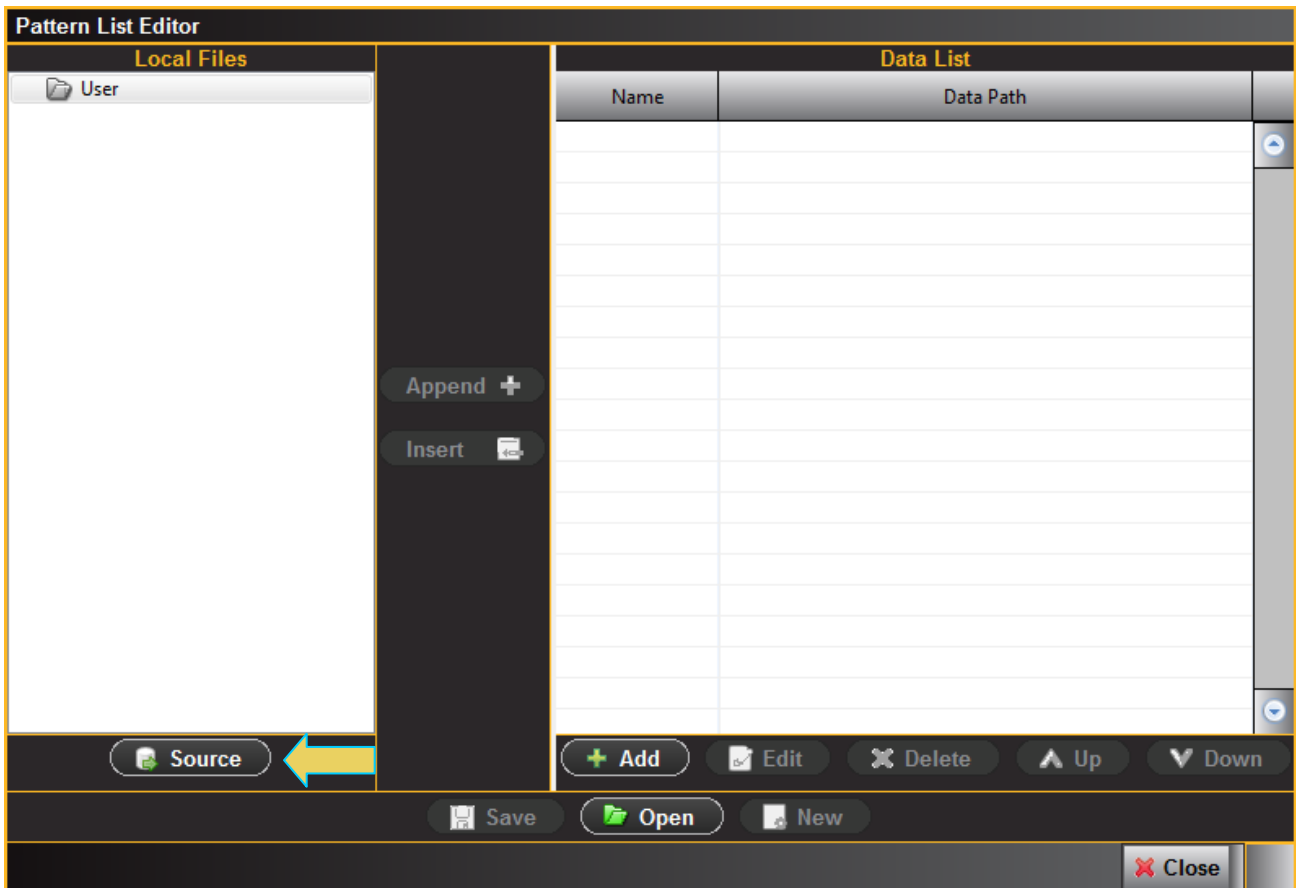 Pattern List Editor
Local Files
Data List
User
Name
Data Path
Append
Insert
Source
Add
Edit
Delete
Up
Down
Save
Open
New
Close